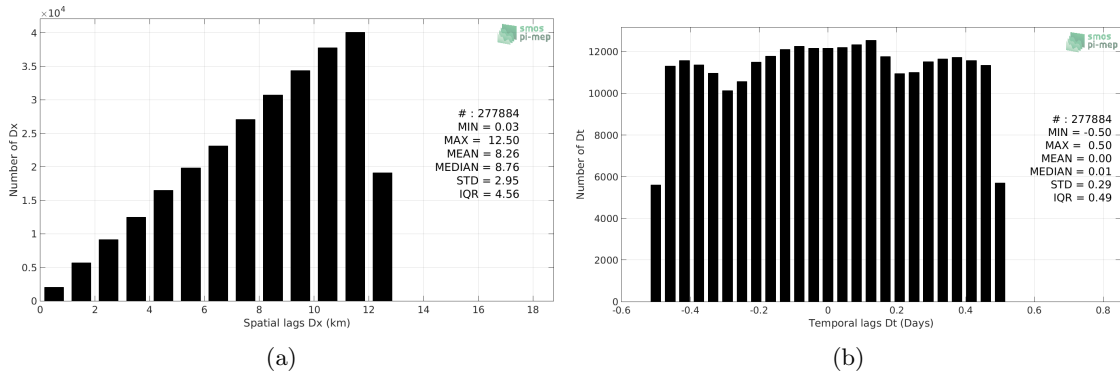 ×10⁴
4
3.5
3
2.5
2
1.5
1
0.5
0
Number of Dx
0 2 4 6 8 10 12 14 16 18
Spatial lags Dx (km)
smos
pi-mep
# : 277884
MIN = 0.03
MAX = 12.50
MEAN = 8.26
MEDIAN = 8.76
STD = 2.95
IQR = 4.56
(a)
12000
10000
8000
6000
4000
2000
0
Number of Dt
-0.6 -0.4 -0.2 0 0.2 0.4 0.6 0.8
Temporal lags Dt (Days)
smos
pi-mep
# : 277884
MIN = -0.50
MAX = 0.50
MEAN = 0.00
MEDIAN = 0.01
STD = 0.29
IQR = 0.49
(b)